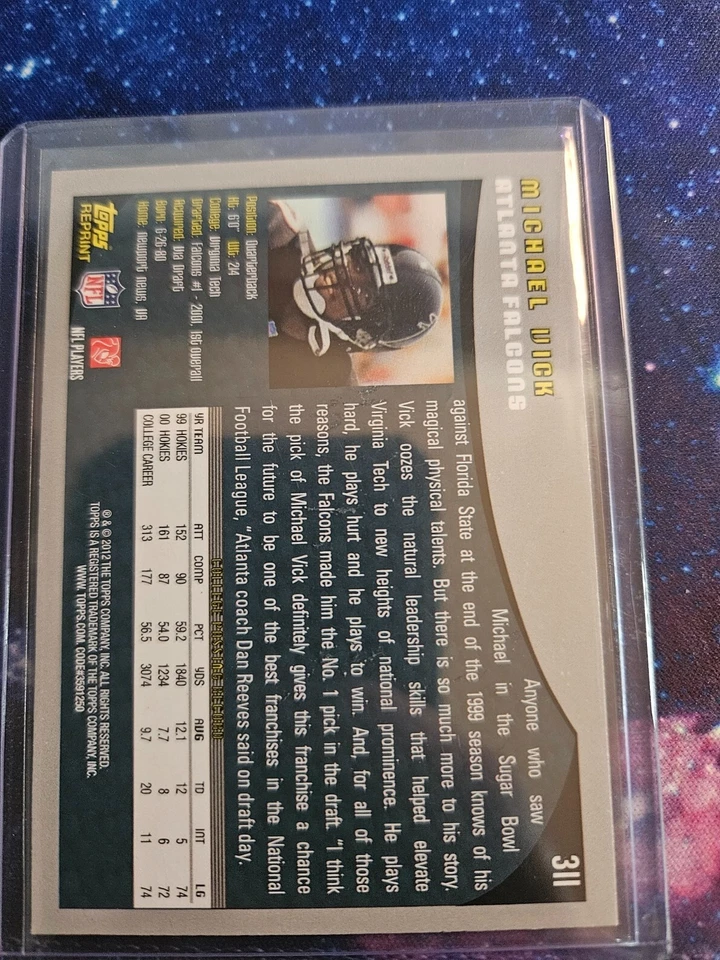 311
MICHAEL VICK
ATLANTA FALCONS
Anyone who saw
Michael in the Sugar Bowl
against Florida State at the end of the 1999 season knows of his
magical physical talents. But there is so much more to his story.
Vick oozes the natural leadership skills that helped elevate
Virginia Tech to new heights of national prominence. He plays
hard, he plays hurt and he plays to win. And, for all of those
reasons, the Falcons made him the No. 1 pick in the draft. "I think
the pick of Michael Vick definitely gives this franchise a chance
for the future to be one of the best franchises in the National
Football League, "Atlanta coach Dan Reeves said on draft day.
Position: Quarterback
Ht: 6'0" Wt: 214
College: Virginia Tech
Drafted: Falcons #1 - 2001, 1st Overall
Acquired: Via Draft
Born: 6-26-80
Home: Newport News, VA
YR TEAM ATT COMP PCT YDS AVG TD INT LG
99 HOKIES 152 90 59.2 1840 12.1 12 5 74
00 HOKIES 161 87 54.0 1234 7.7 8 6 72
COLLEGE CAREER 313 177 56.5 3074 9.7 20 11 74
topps
REPRINT
NFL
NFL PLAYERS
® & © 2012 THE TOPPS COMPANY, INC. ALL RIGHTS RESERVED.
TOPPS IS A REGISTERED TRADEMARK OF THE TOPPS COMPANY, INC.
WWW.TOPPS.COM. CODE#3591250